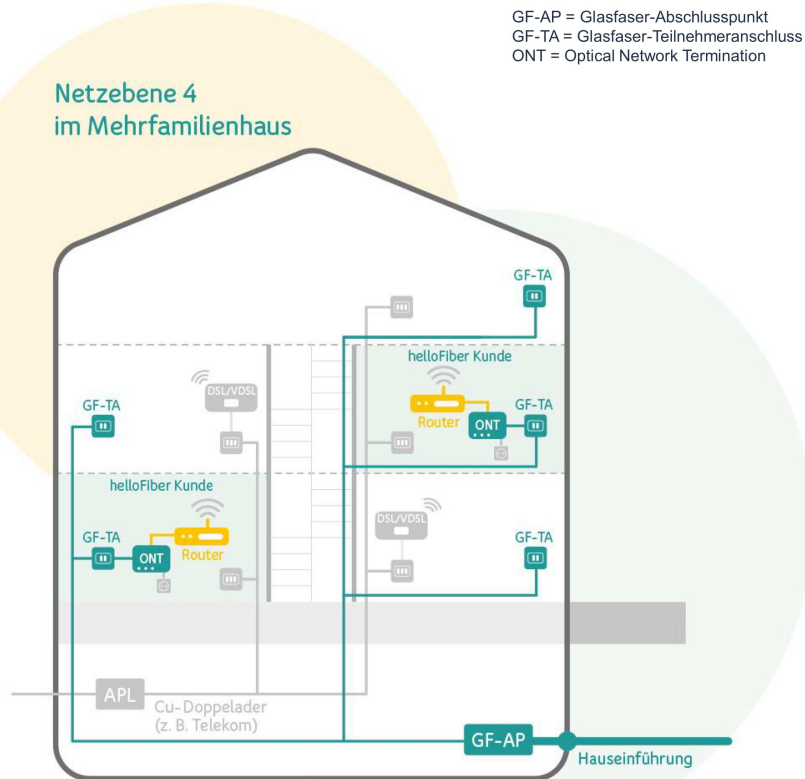 GF-AP = Glasfaser-Abschlusspunkt
GF-TA = Glasfaser-Teilnehmeranschluss
ONT = Optical Network Termination
Netzebene 4
im Mehrfamilienhaus
GF-TA
helloFiber Kunde
DSL/VDSL
GF-TA
GF-TA
Router
ONT
helloFiber Kunde
DSL/VDSL
GF-TA
GF-TA
ONT
Router
APL
Cu-Doppelader
(z. B. Telekom)
GF-AP
Hauseinführung